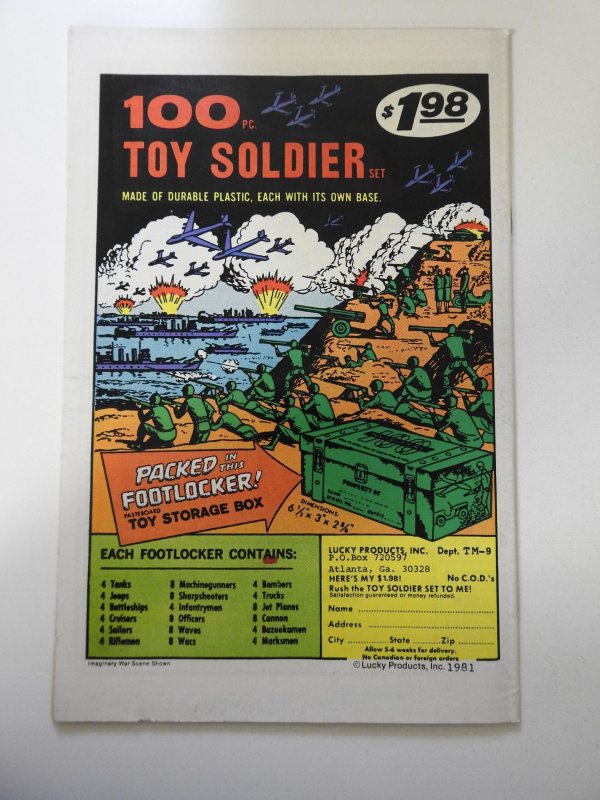 100 PC.
$1.98
TOY SOLDIER SET
MADE OF DURABLE PLASTIC, EACH WITH ITS OWN BASE.
PACKED IN THIS
FOOTLOCKER!
PASTEBOARD
TOY STORAGE BOX
PROPERTY OF
NAME
SERIAL NO. OUTFIT
DIMENSIONS:
EACH FOOTLOCKER CONTAINS:
4 Tanks 8 Machinegunners 4 Bombers
4 Jeeps 8 Sharpshooters 4 Trucks
4 Battleships 4 Infantrymen 8 Jet Planes
4 Cruisers 8 Officers 8 Cannon
4 Sailors 8 Waves 4 Bazookamen
4 Riflemen 8 Wacs 4 Marksmen
LUCKY PRODUCTS, INC. Dept. TM-9
P.O.Box 720597
Atlanta, Ga. 30328
HERE'S MY $1.98! No C.O.D.'s
Rush the TOY SOLDIER SET TO ME!
Satisfaction guaranteed or money refunded.
Name
Address
City State Zip
Allow 5-6 weeks for delivery.
No Canadian or foreign orders
Imaginary War Scene Shown
© Lucky Products, Inc. 1981